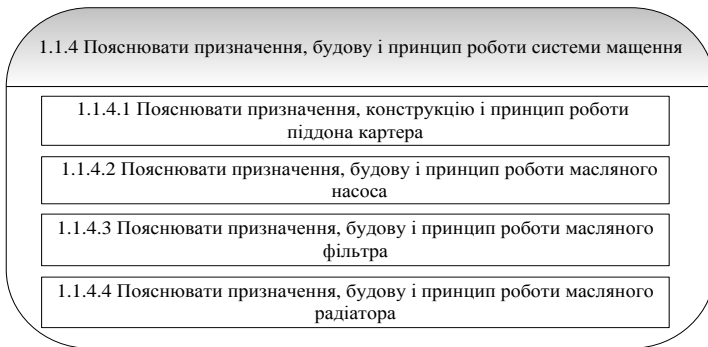 1.1.4 Пояснювати призначення, будову і принцип роботи системи мащення
1.1.4.1 Пояснювати призначення, конструкцію і принцип роботи
піддона картера
1.1.4.2 Пояснювати призначення, будову і принцип роботи масляного
насоса
1.1.4.3 Пояснювати призначення, будову і принцип роботи масляного
фільтра
1.1.4.4 Пояснювати призначення, будову і принцип роботи масляного
радіатора